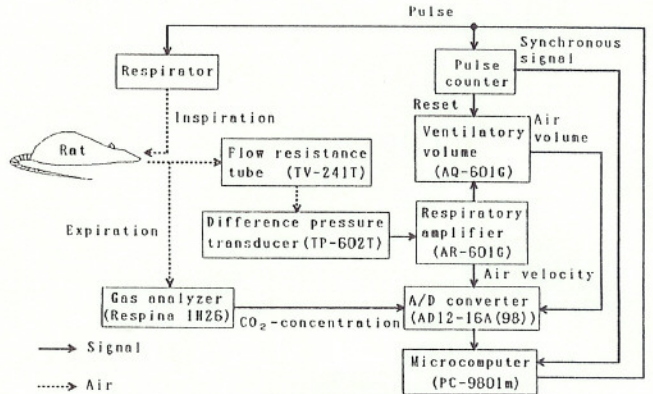 Pulse
Respirator
Pulse
counter
Synchronous
signal
Inspiration
Reset
Air
volume
Rat
Flow resistance
tube (TV-241T)
Ventilatory
volume
(AQ-601G)
Expiration
Difference pressure
transducer(TP-602T)
Respiratory
amplifier
(AR-601G)
Air velocity
Gas analyzer
(Respina 1H26)
CO₂-concentration
A/D converter
(AD12-16A(98))
Signal
Air
Microcomputer
(PC-9801m)